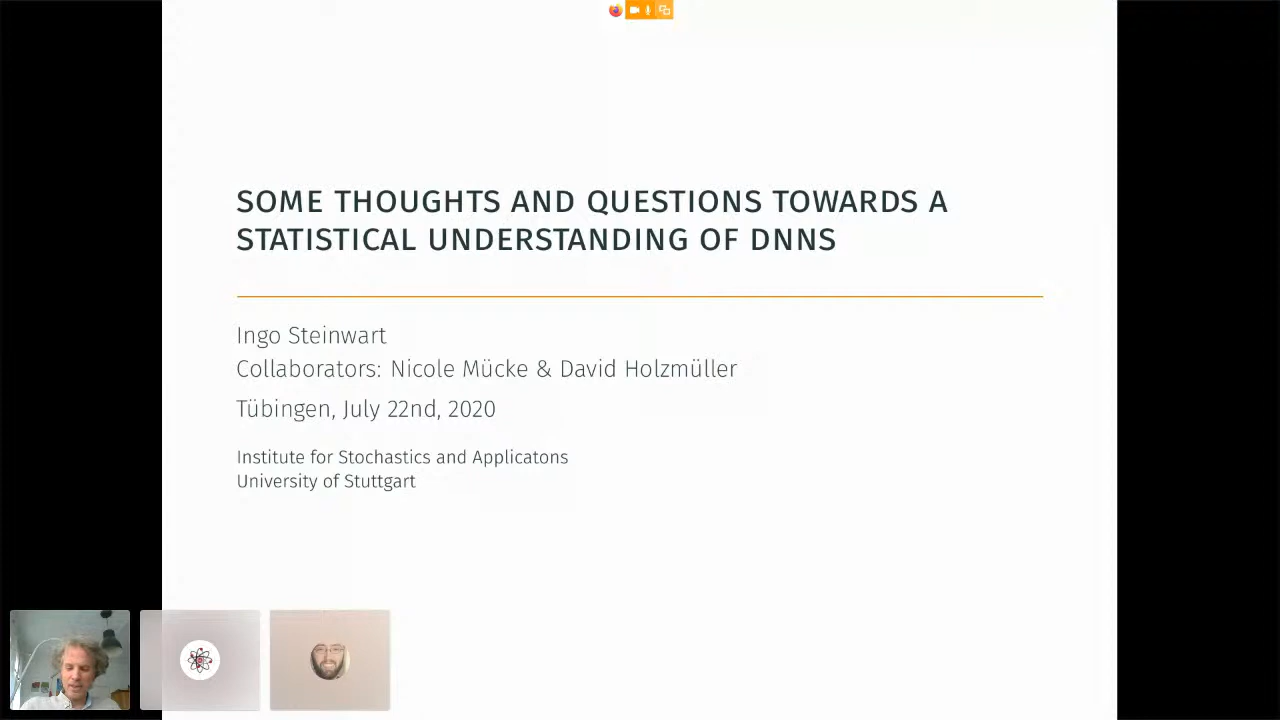 SOME THOUGHTS AND QUESTIONS TOWARDS A
STATISTICAL UNDERSTANDING OF DNNS
Ingo Steinwart
Collaborators: Nicole Mücke & David Holzmüller
Tübingen, July 22nd, 2020
Institute for Stochastics and Applicatons
University of Stuttgart